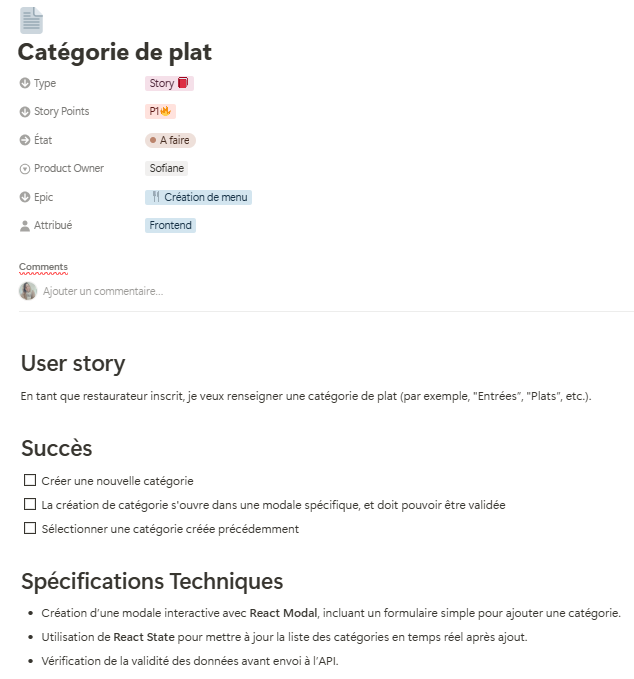 Catégorie de plat
Type Story
Story Points P1
État A faire
Product Owner Sofiane
Epic Création de menu
Attribué Frontend
Comments
Ajouter un commentaire...
User story
En tant que restaurateur inscrit, je veux renseigner une catégorie de plat (par exemple, "Entrées", "Plats", etc.).
Succès
Créer une nouvelle catégorie
La création de catégorie s'ouvre dans une modale spécifique, et doit pouvoir être validée
Sélectionner une catégorie créée précédemment
Spécifications Techniques
• Création d'une modale interactive avec React Modal, incluant un formulaire simple pour ajouter une catégorie.
• Utilisation de React State pour mettre à jour la liste des catégories en temps réel après ajout.
• Vérification de la validité des données avant envoi à l'API.